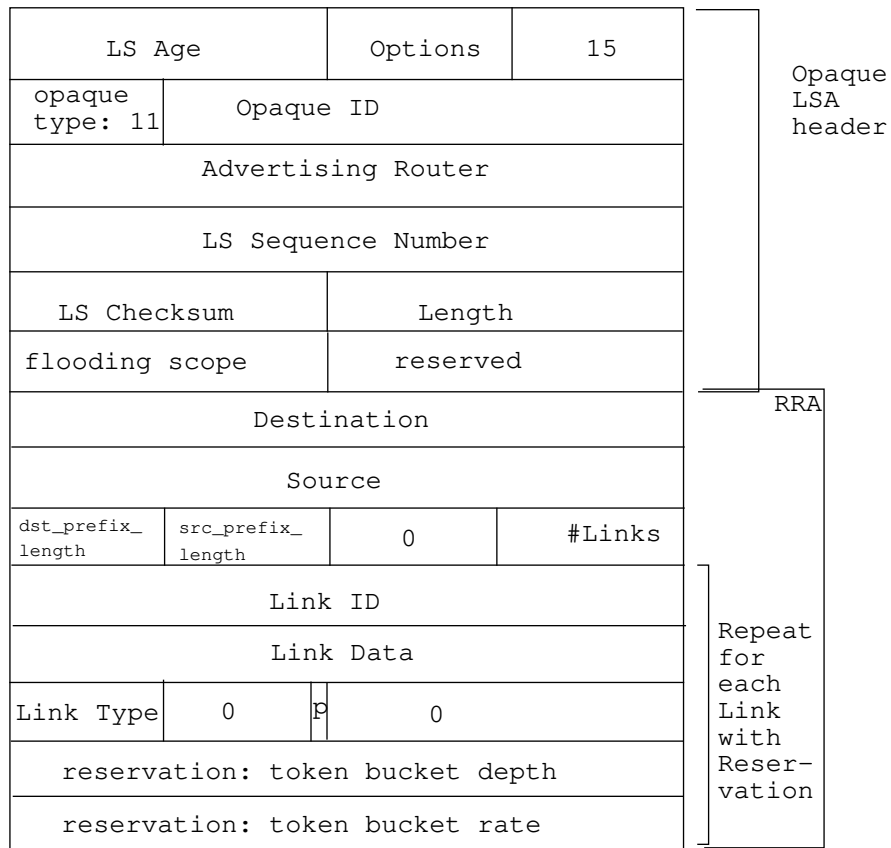 LS Age
Options
15
Opaque
LSA
header
opaque
type: 11
Opaque ID
Advertising Router
LS Sequence Number
LS Checksum
Length
flooding scope
reserved
RRA
Destination
Source
dst_prefix_
length
src_prefix_
length
0
#Links
Link ID
Link Data
Link Type
0
p
0
reservation: token bucket depth
reservation: token bucket rate
Repeat
for
each
Link
with
Reser-
vation